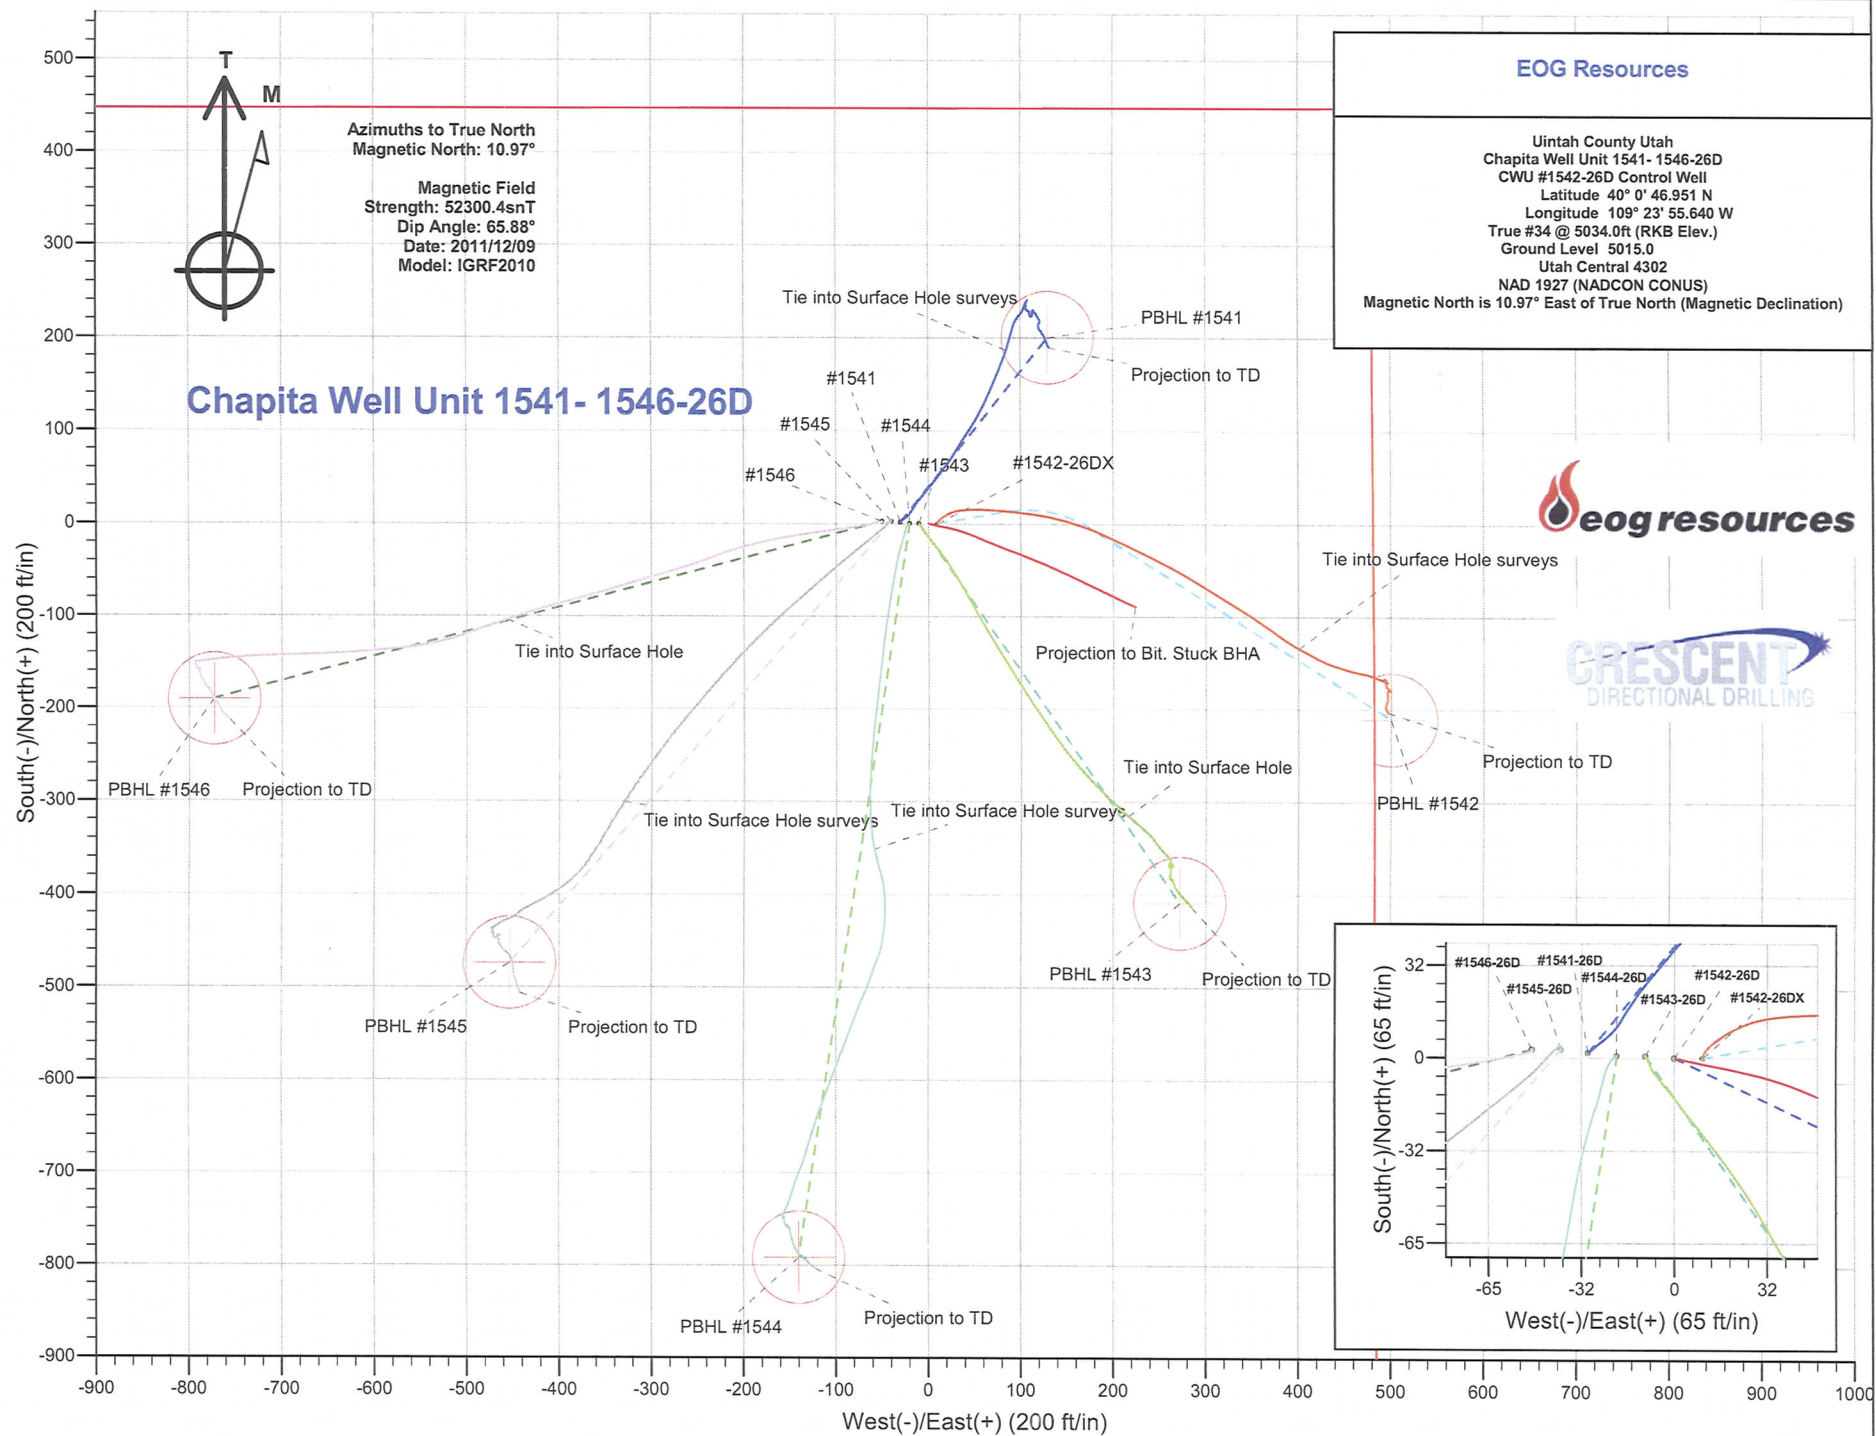 EOG Resources
Uintah County Utah
Chapita Well Unit 1541- 1546-26D
CWU #1542-26D Control Well
Latitude 40° 0' 46.951 N
Longitude 109° 23' 55.640 W
True #34 @ 5034.0ft (RKB Elev.)
Ground Level 5015.0
Utah Central 4302
NAD 1927 (NADCON CONUS)
Magnetic North is 10.97° East of True North (Magnetic Declination)
T
M
Azimuths to True North
Magnetic North: 10.97°
Magnetic Field
Strength: 52300.4snT
Dip Angle: 65.88°
Date: 2011/12/09
Model: IGRF2010
Chapita Well Unit 1541- 1546-26D
Tie into Surface Hole surveys
PBHL #1541
Projection to TD
#1541
#1545
#1544
#1546
#1543
#1542-26DX
eog resources
Tie into Surface Hole surveys
CRESCENT
DIRECTIONAL DRILLING
Tie into Surface Hole
Projection to Bit. Stuck BHA
Projection to TD
PBHL #1542
PBHL #1546
Projection to TD
Tie into Surface Hole
Tie into Surface Hole surveys
Tie into Surface Hole surveys
PBHL #1543
Projection to TD
PBHL #1545
Projection to TD
PBHL #1544
Projection to TD
500
400
300
200
100
0
-100
-200
-300
-400
-500
-600
-700
-800
-900
South(-)/North(+) (200 ft/in)
-900
-800
-700
-600
-500
-400
-300
-200
-100
0
100
200
300
400
500
600
700
800
900
1000
West(-)/East(+) (200 ft/in)
#1546-26D
#1541-26D
#1545-26D
#1544-26D
#1542-26D
#1543-26D
#1542-26DX
32
0
-32
-65
South(-)/North(+) (65 ft/in)
-65
-32
0
32
West(-)/East(+) (65 ft/in)